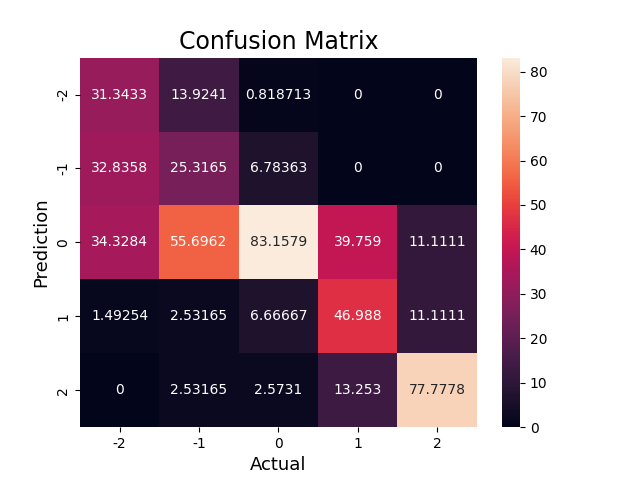 Confusion Matrix
-2 31.3433 13.9241 0.818713 0 0
-1 32.8358 25.3165 6.78363 0 0
0 34.3284 55.6962 83.1579 39.759 11.1111
1 1.49254 2.53165 6.66667 46.988 11.1111
2 0 2.53165 2.5731 13.253 77.7778
-2 -1 0 1 2
Actual
Prediction
80
70
60
50
40
30
20
10
0